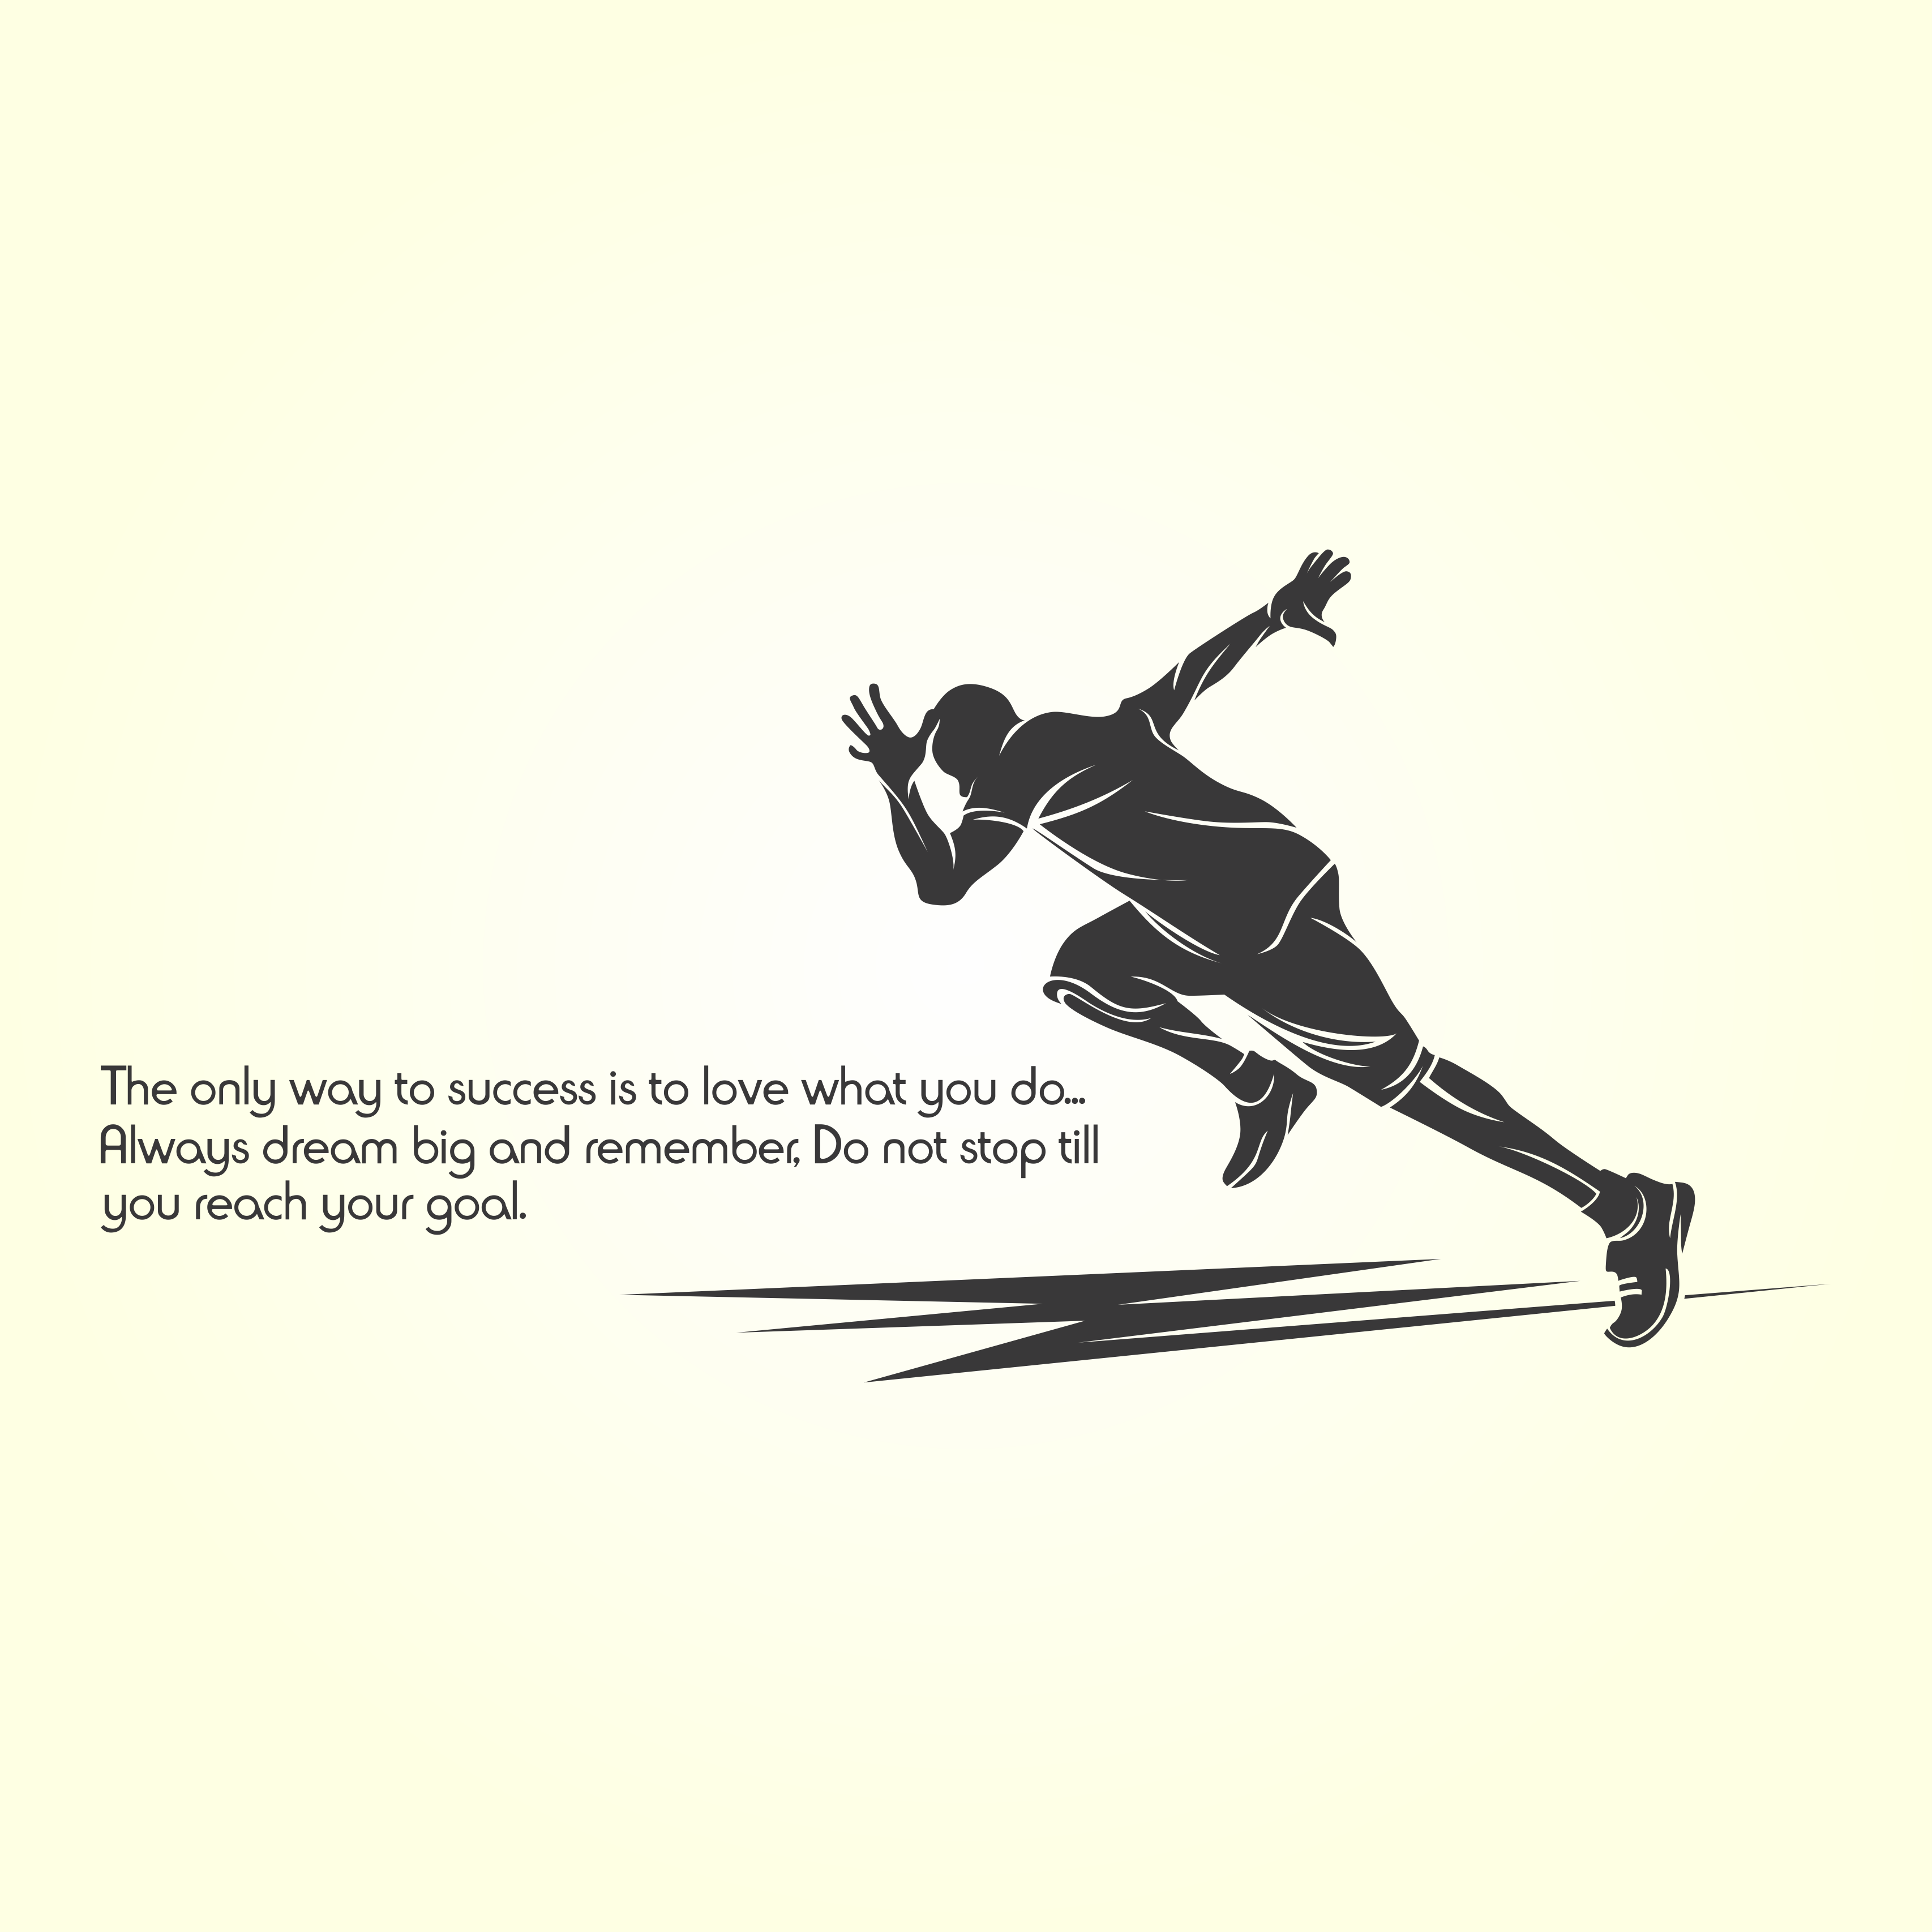 The only way to success is to love what you do...
Always dream big and remember, Do not stop till
you reach your goal.